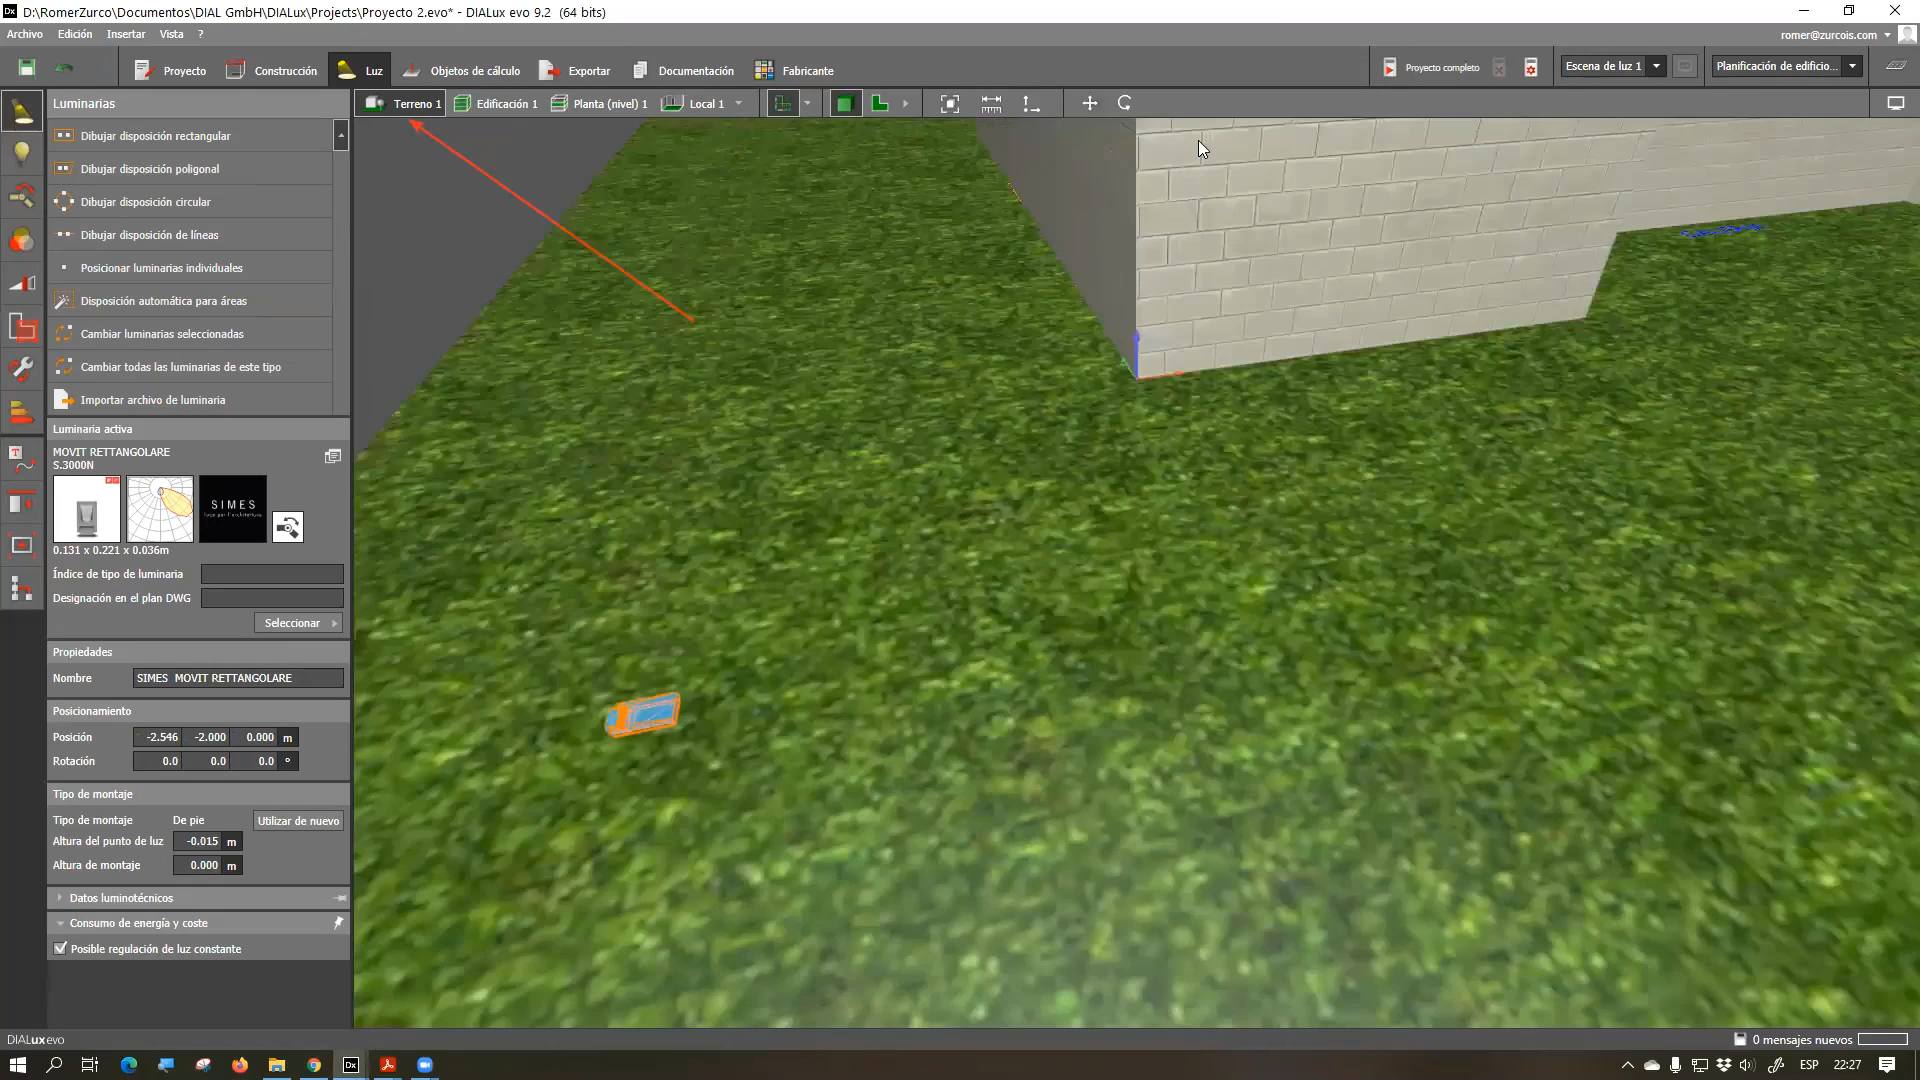 D:\RomerZurco\Documentos\DIAL GmbH\DIALux\Projects\Proyecto 2.evo* - DIALux evo 9.2 (64 bits)
Archivo Edición Insertar Vista ?
romer@zurcois.com
Proyecto Construcción Luz Objetos de cálculo Exportar Documentación Fabricante
Proyecto completo
Escena de luz 1
Planificación de edificio...
Luminarias
Terreno 1 Edificación 1 Planta (nivel) 1 Local 1
Dibujar disposición rectangular
Dibujar disposición poligonal
Dibujar disposición circular
Dibujar disposición de líneas
Posicionar luminarias individuales
Disposición automática para áreas
Cambiar luminarias seleccionadas
Cambiar todas las luminarias de este tipo
Importar archivo de luminaria
Luminaria activa
MOVIT RETTANGOLARE
S.3000N
SIMES
luce per l'architettura
0.131 x 0.221 x 0.036m
Índice de tipo de luminaria
Designación en el plan DWG
Seleccionar
Propiedades
Nombre SIMES MOVIT RETTANGOLARE
Posicionamiento
Posición -2.546 -2.000 0.000 m
Rotación 0.0 0.0 0.0 °
Tipo de montaje
Tipo de montaje De pie Utilizar de nuevo
Altura del punto de luz -0.015 m
Altura de montaje 0.000 m
Datos luminotécnicos
Consumo de energía y coste
Posible regulación de luz constante
DIALux evo
0 mensajes nuevos
Dx
ESP 22:27